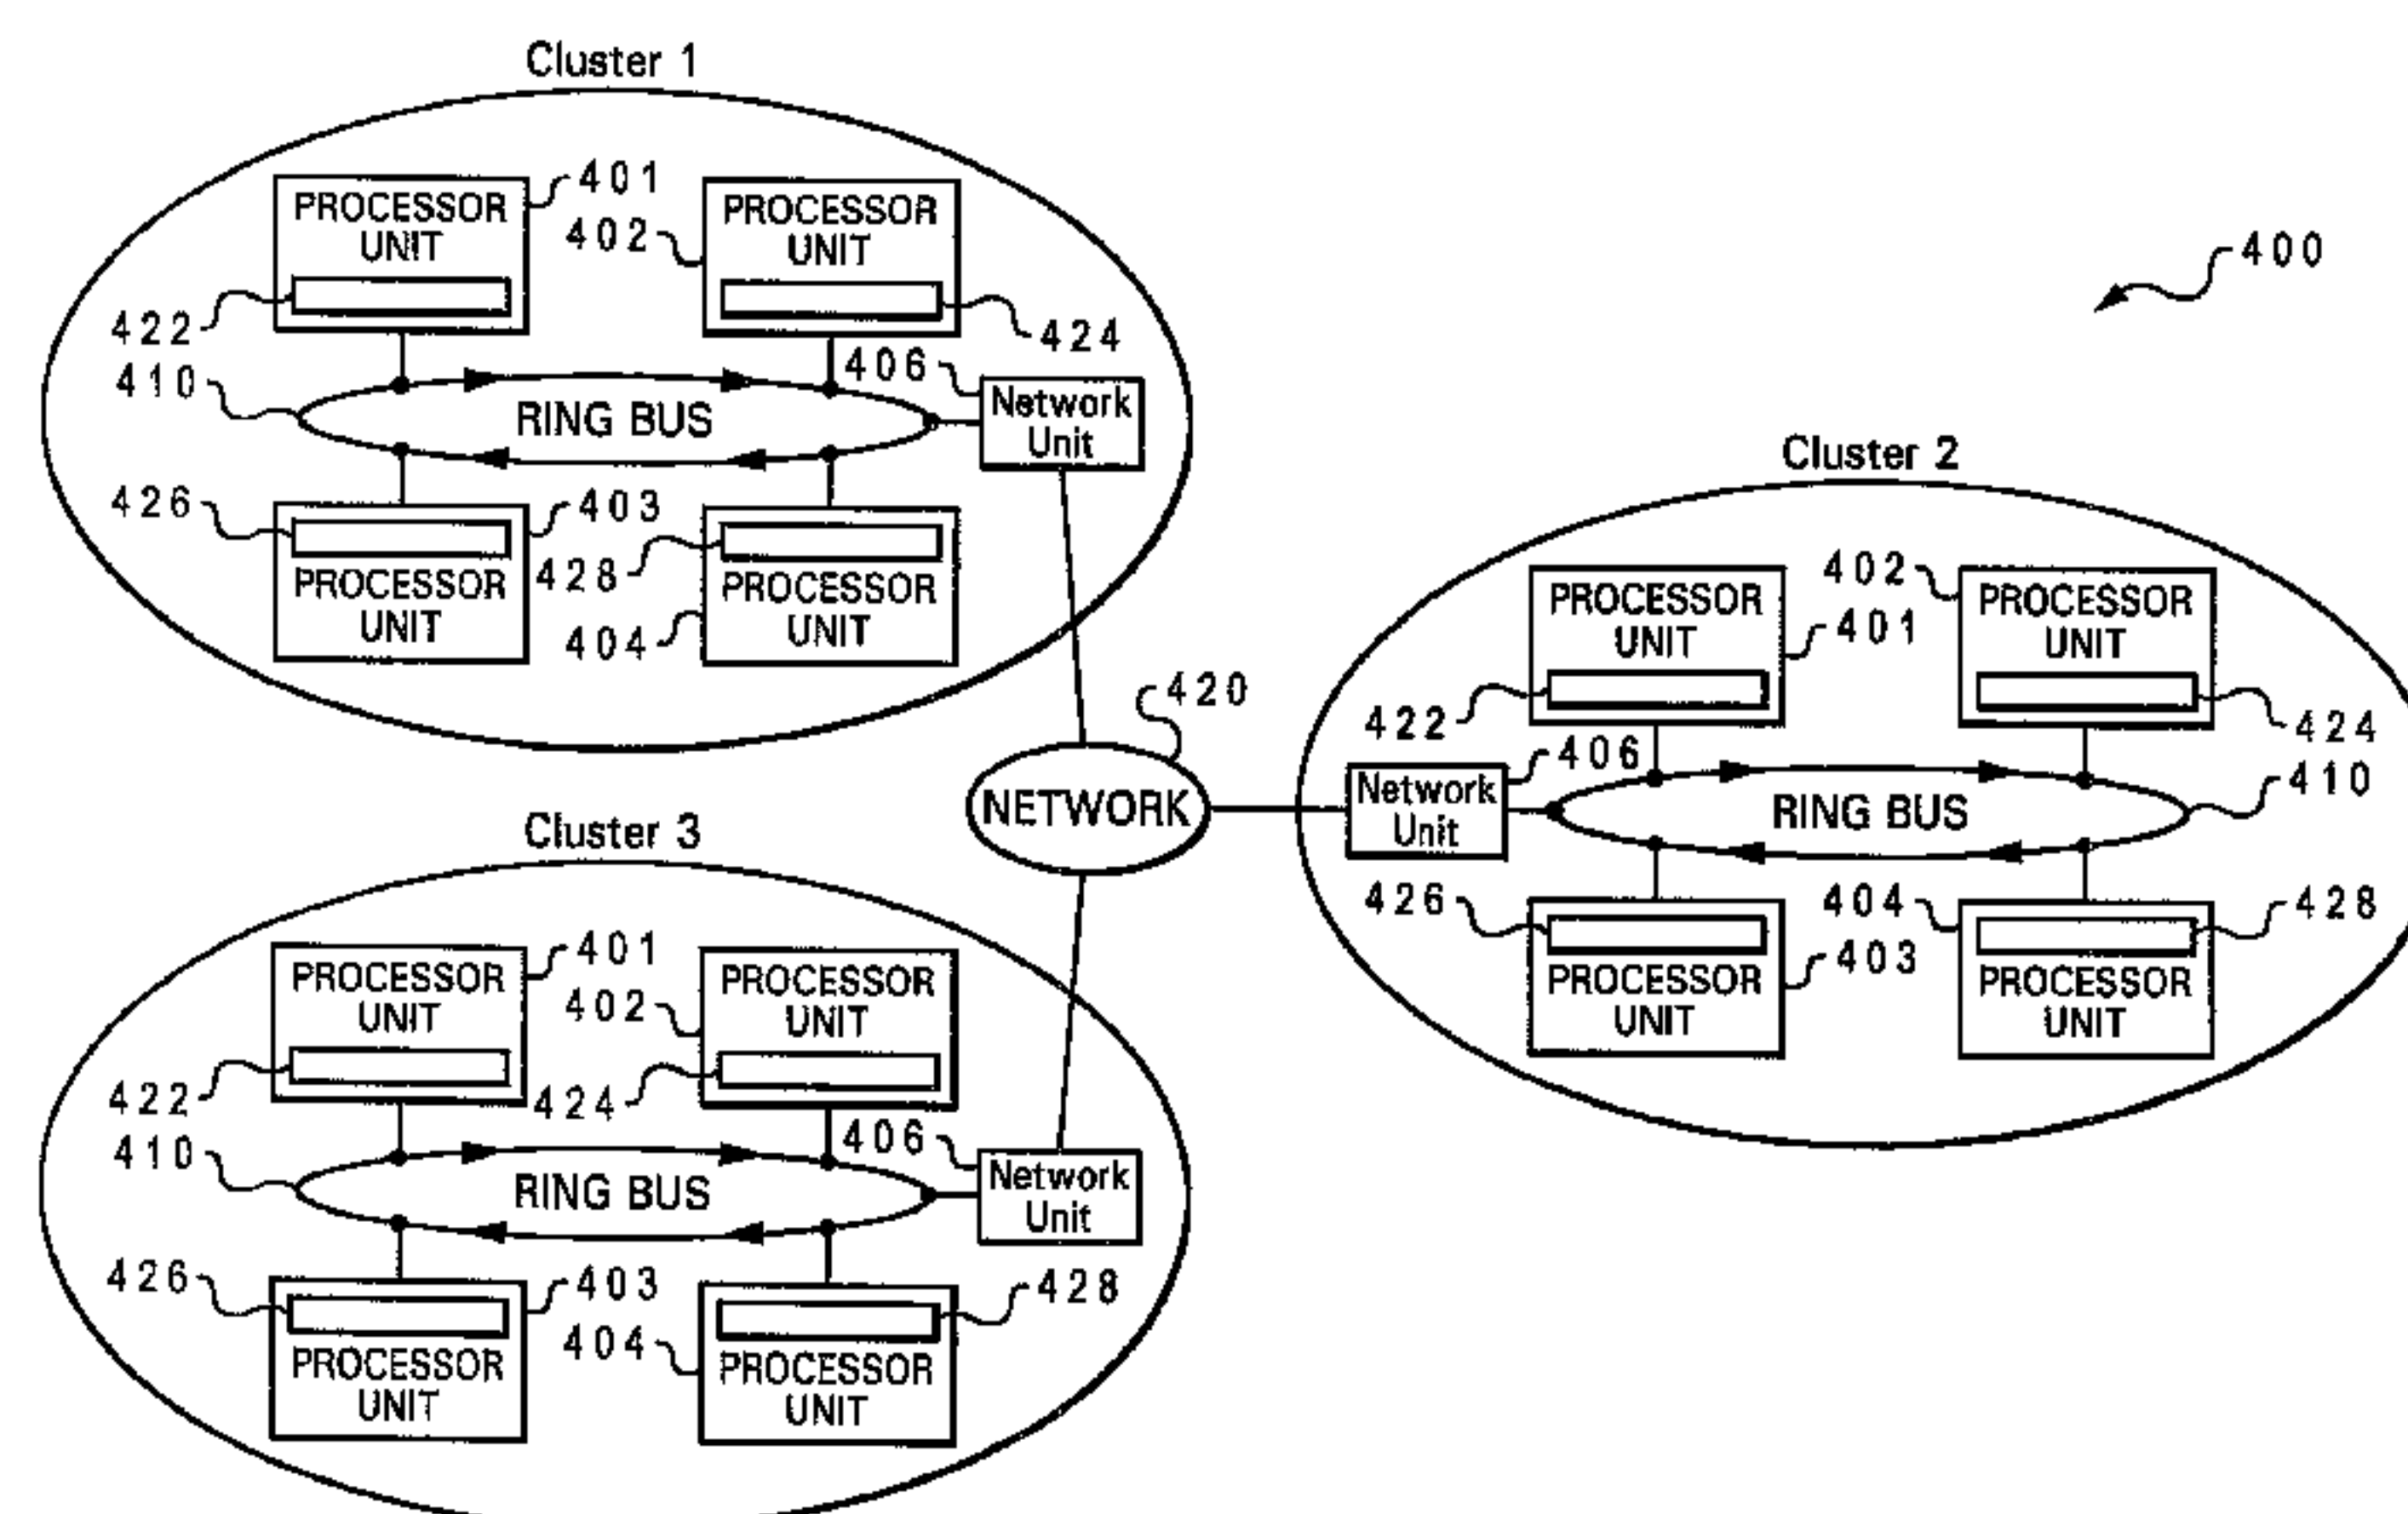 Cluster 1
PROCESSOR
UNIT
401
402
PROCESSOR
UNIT
422
424
410
406
RING BUS
Network
Unit
426
403
PROCESSOR
UNIT
428
404
PROCESSOR
UNIT
400
Cluster 2
PROCESSOR
UNIT
401
402
PROCESSOR
UNIT
422
424
406
Network
Unit
RING BUS
410
426
403
PROCESSOR
UNIT
404
428
PROCESSOR
UNIT
420
NETWORK
Cluster 3
PROCESSOR
UNIT
401
402
PROCESSOR
UNIT
422
424
410
406
RING BUS
Network
Unit
426
403
PROCESSOR
UNIT
404
428
PROCESSOR
UNIT